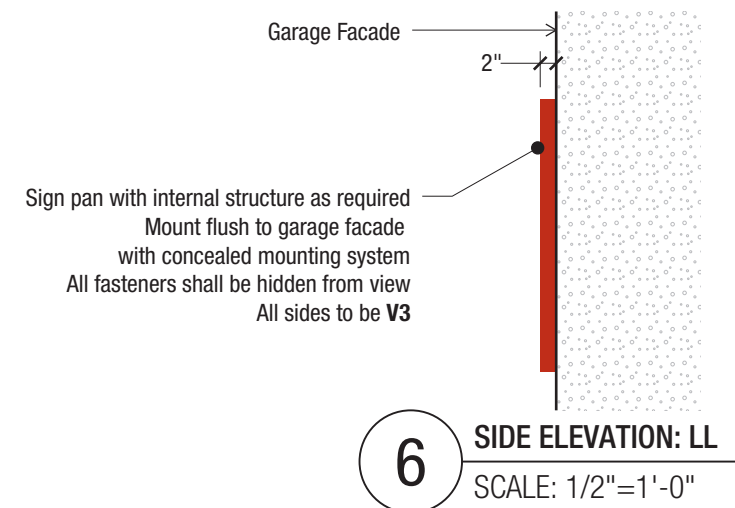 Garage Facade
2"
Sign pan with internal structure as required
Mount flush to garage facade
with concealed mounting system
All fasteners shall be hidden from view
All sides to be V3
6
SIDE ELEVATION: LL
SCALE: 1/2"=1'-0"